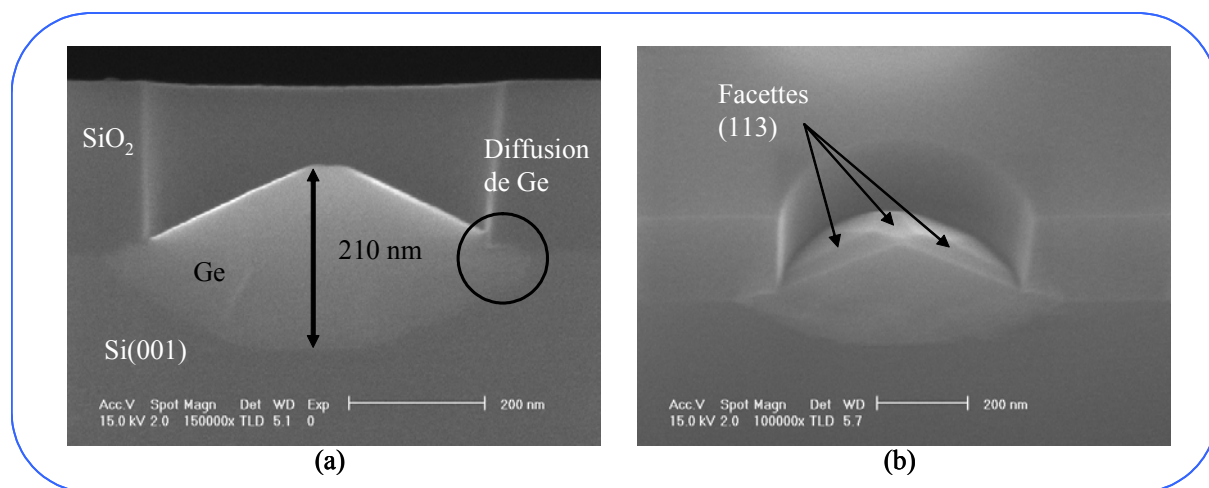 SiO₂
Diffusion
de Ge
210 nm
Ge
Si(001)
Acc.V Spot Magn Det WD Exp
15.0 kV 2.0 150000x TLD 5.1 0
200 nm
(a)
Facettes
(113)
Acc.V Spot Magn Det WD
15.0 kV 2.0 100000x TLD 5.7
200 nm
(b)